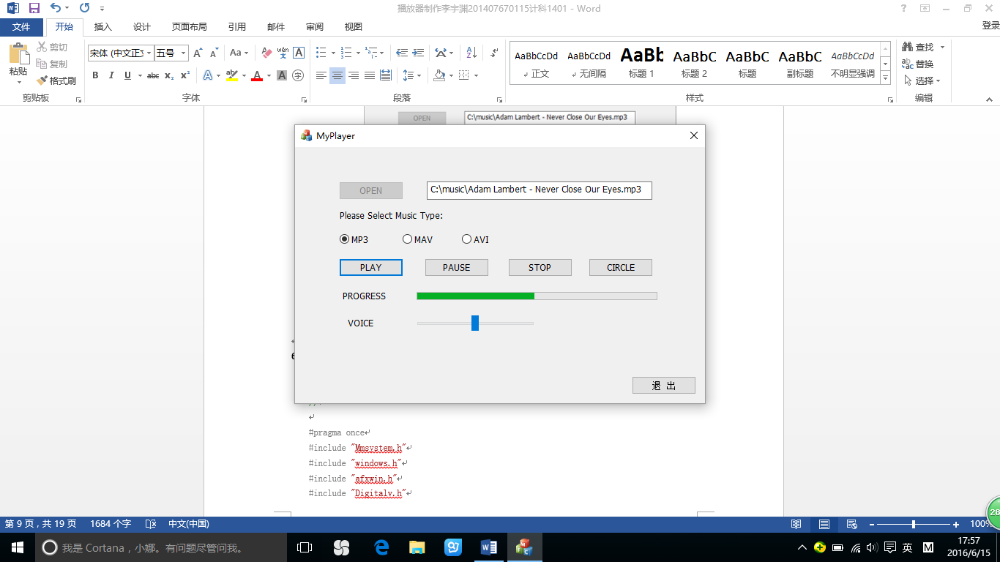 播放器制作李宇渊201407670115计科1401 - Word
文件 开始 插入 设计 页面布局 引用 邮件 审阅 视图 登录
粘贴 剪切 复制 格式刷
宋体 (中文正文 五号 Aa wén A
B I U abc X₂ X² A A A 字
AaBbCcDd AaBbCcDd AaBb AaBbC AaBbC AaBbC AaBbCcDd
正文 无间隔 标题 1 标题 2 标题 副标题 不明显强调
查找 替换 选择
剪贴板 字体 段落 样式 编辑
OPEN C:\music\Adam Lambert - Never Close Our Eyes.mp3
MyPlayer
OPEN C:\music\Adam Lambert - Never Close Our Eyes.mp3
Please Select Music Type:
MP3 MAV AVI
PLAY PAUSE STOP CIRCLE
PROGRESS
VOICE
退 出
#pragma once
#include "Mmsystem.h"
#include "windows.h"
#include "afxwin.h"
#include "Digitaly.h"
28
第 9 页，共 19 页 1684 个字 中文(中国) 100%
我是 Cortana，小娜。有问题尽管问我。
英 M
17:57
2016/6/15